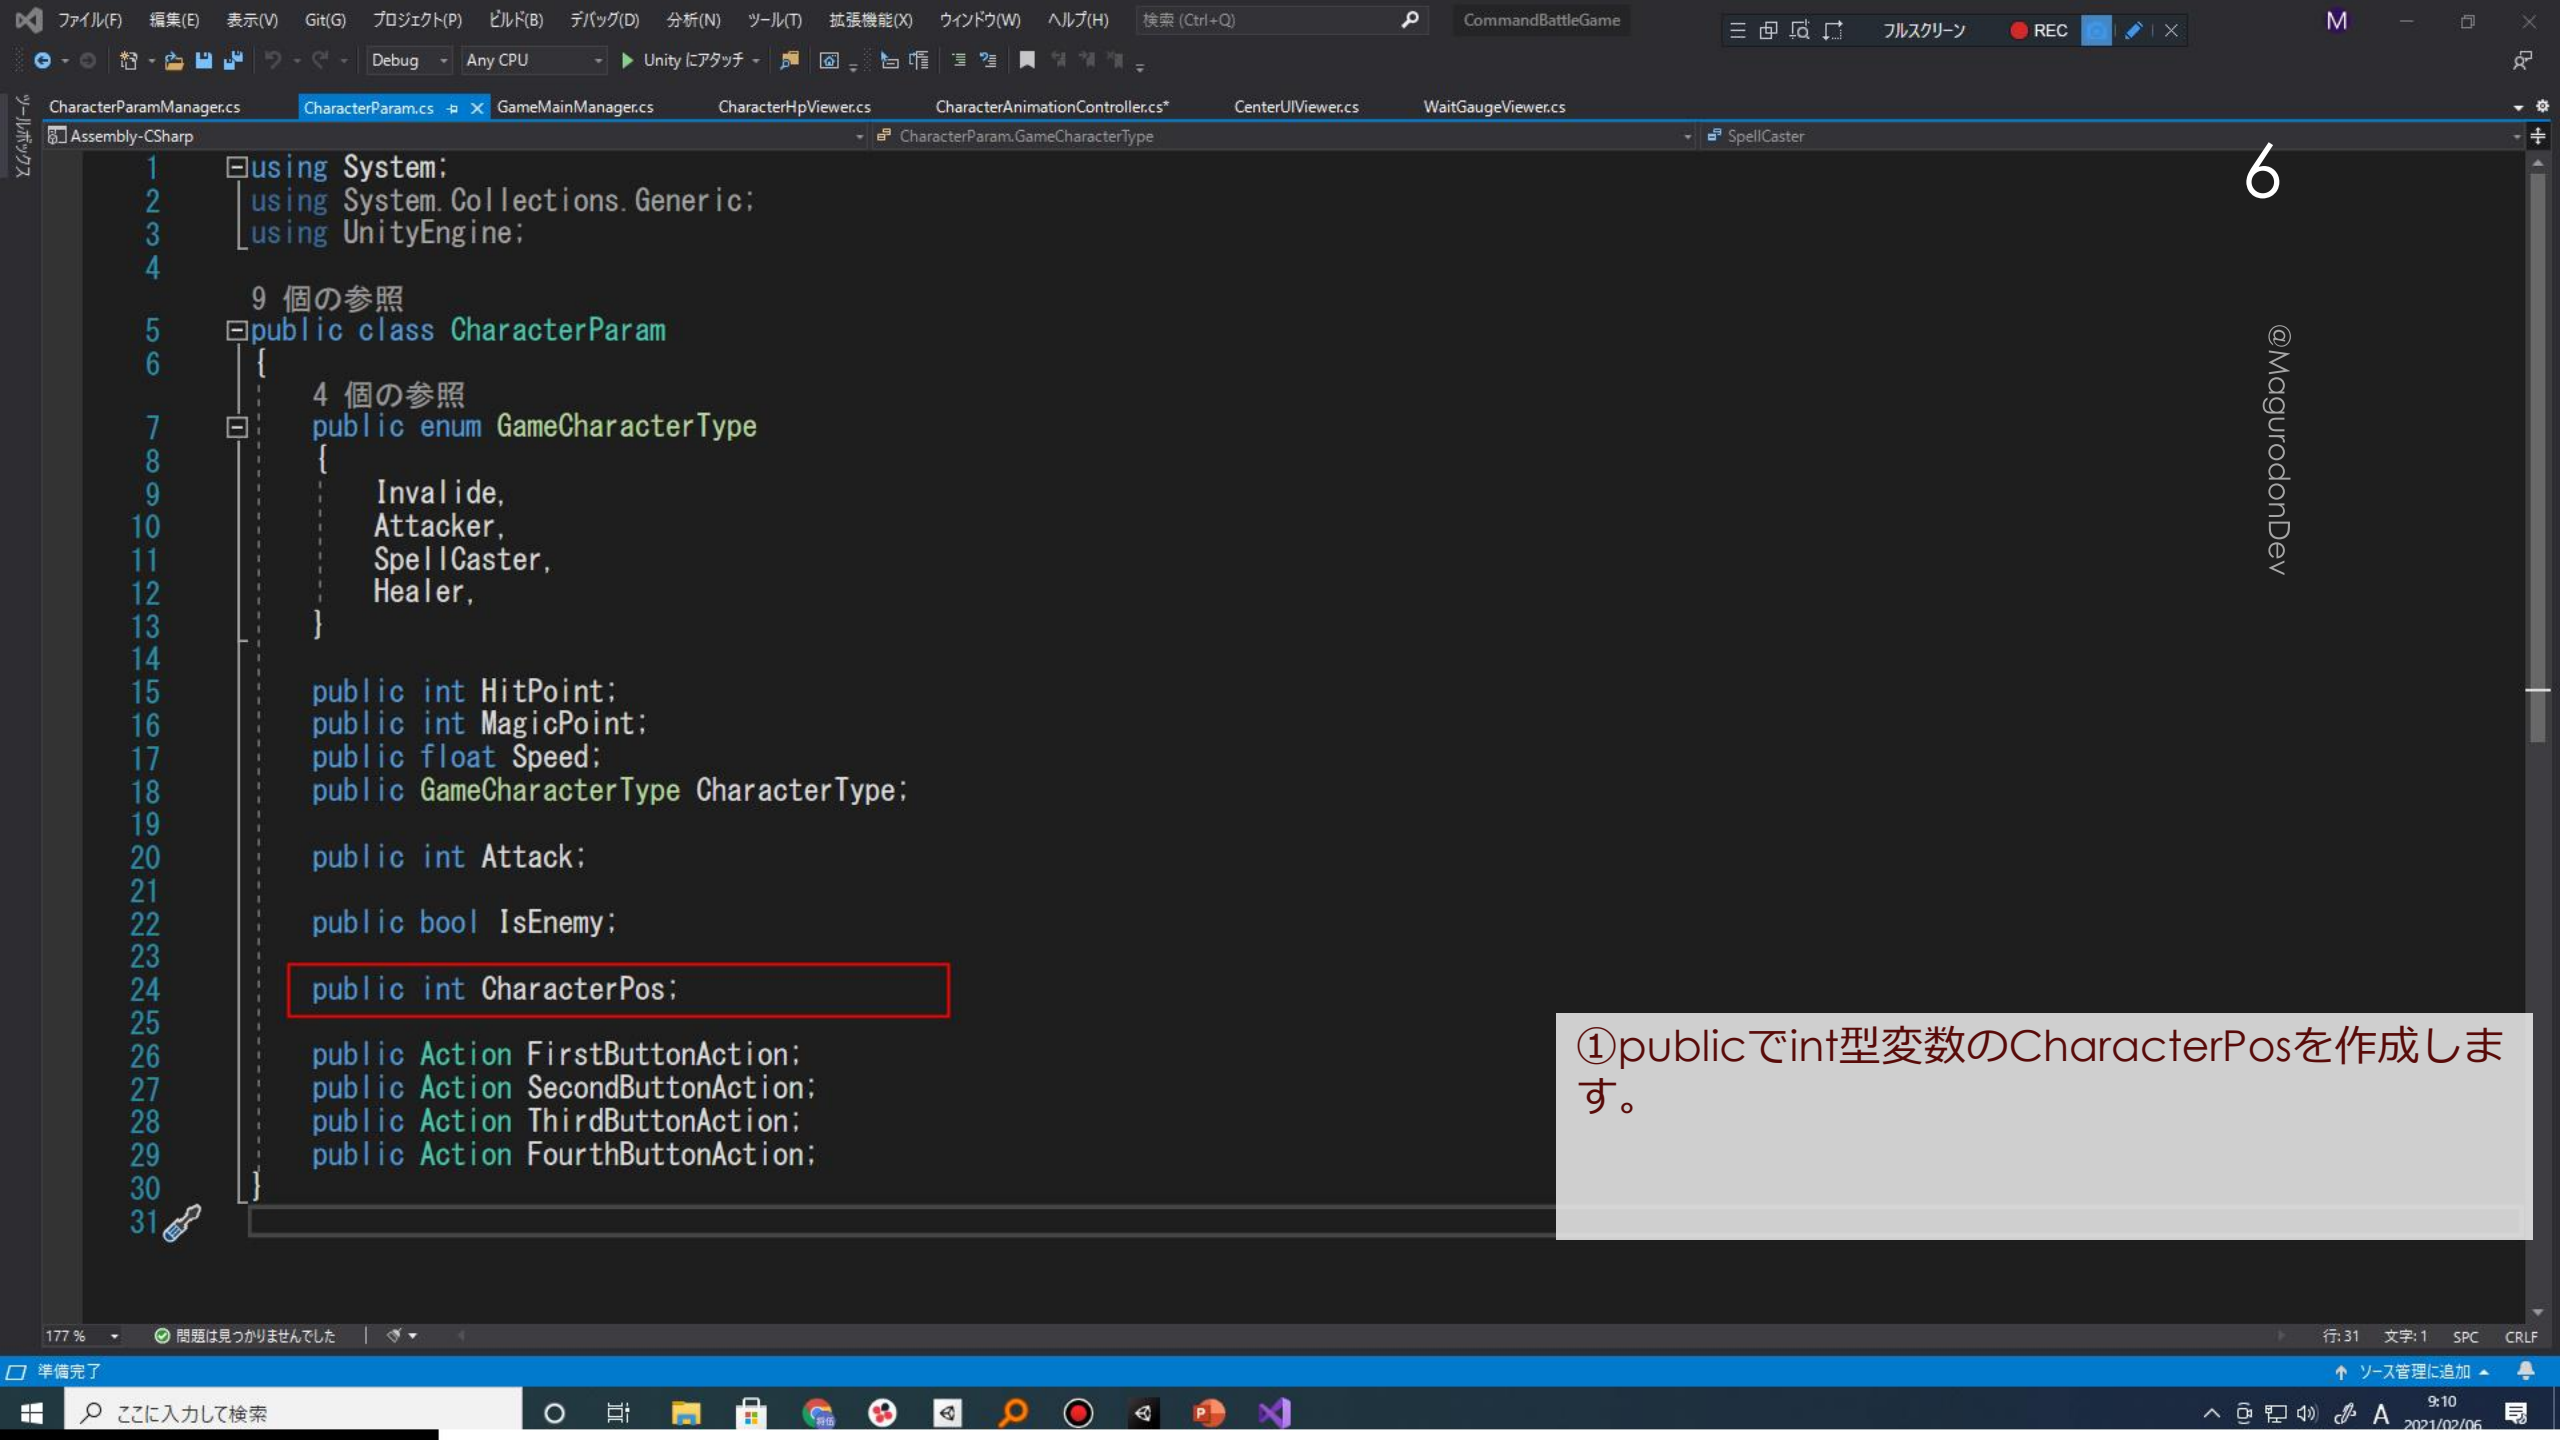 ファイル(F) 編集(E) 表示(V) Git(G) プロジェクト(P) ビルド(B) デバッグ(D) 分析(N) ツール(T) 拡張機能(X) ウィンドウ(W) ヘルプ(H) 検索 (Ctrl+Q) CommandBattleGame フルスクリーン REC M
Debug Any CPU Unity にアタッチ
ツールボックス
CharacterParamManager.cs CharacterParam.cs GameMainManager.cs CharacterHpViewer.cs CharacterAnimationController.cs* CenterUIViewer.cs WaitGaugeViewer.cs
Assembly-CSharp CharacterParam.GameCharacterType SpellCaster
6
@MagurodonDev
1 using System;
2 using System.Collections.Generic;
3 using UnityEngine;
4
9 個の参照
5 public class CharacterParam
6 {
4 個の参照
7 public enum GameCharacterType
8 {
9 Invalide,
10 Attacker,
11 SpellCaster,
12 Healer,
13 }
14
15 public int HitPoint;
16 public int MagicPoint;
17 public float Speed;
18 public GameCharacterType CharacterType;
19
20 public int Attack;
21
22 public bool IsEnemy;
23
24 public int CharacterPos;
25
26 public Action FirstButtonAction;
27 public Action SecondButtonAction;
28 public Action ThirdButtonAction;
29 public Action FourthButtonAction;
30 }
31
①publicでint型変数のCharacterPosを作成しま
す。
177 % 問題は見つかりませんでした 行: 31 文字: 1 SPC CRLF
準備完了 ソース管理に追加
ここに入力して検索 A 9:10
2021/02/06